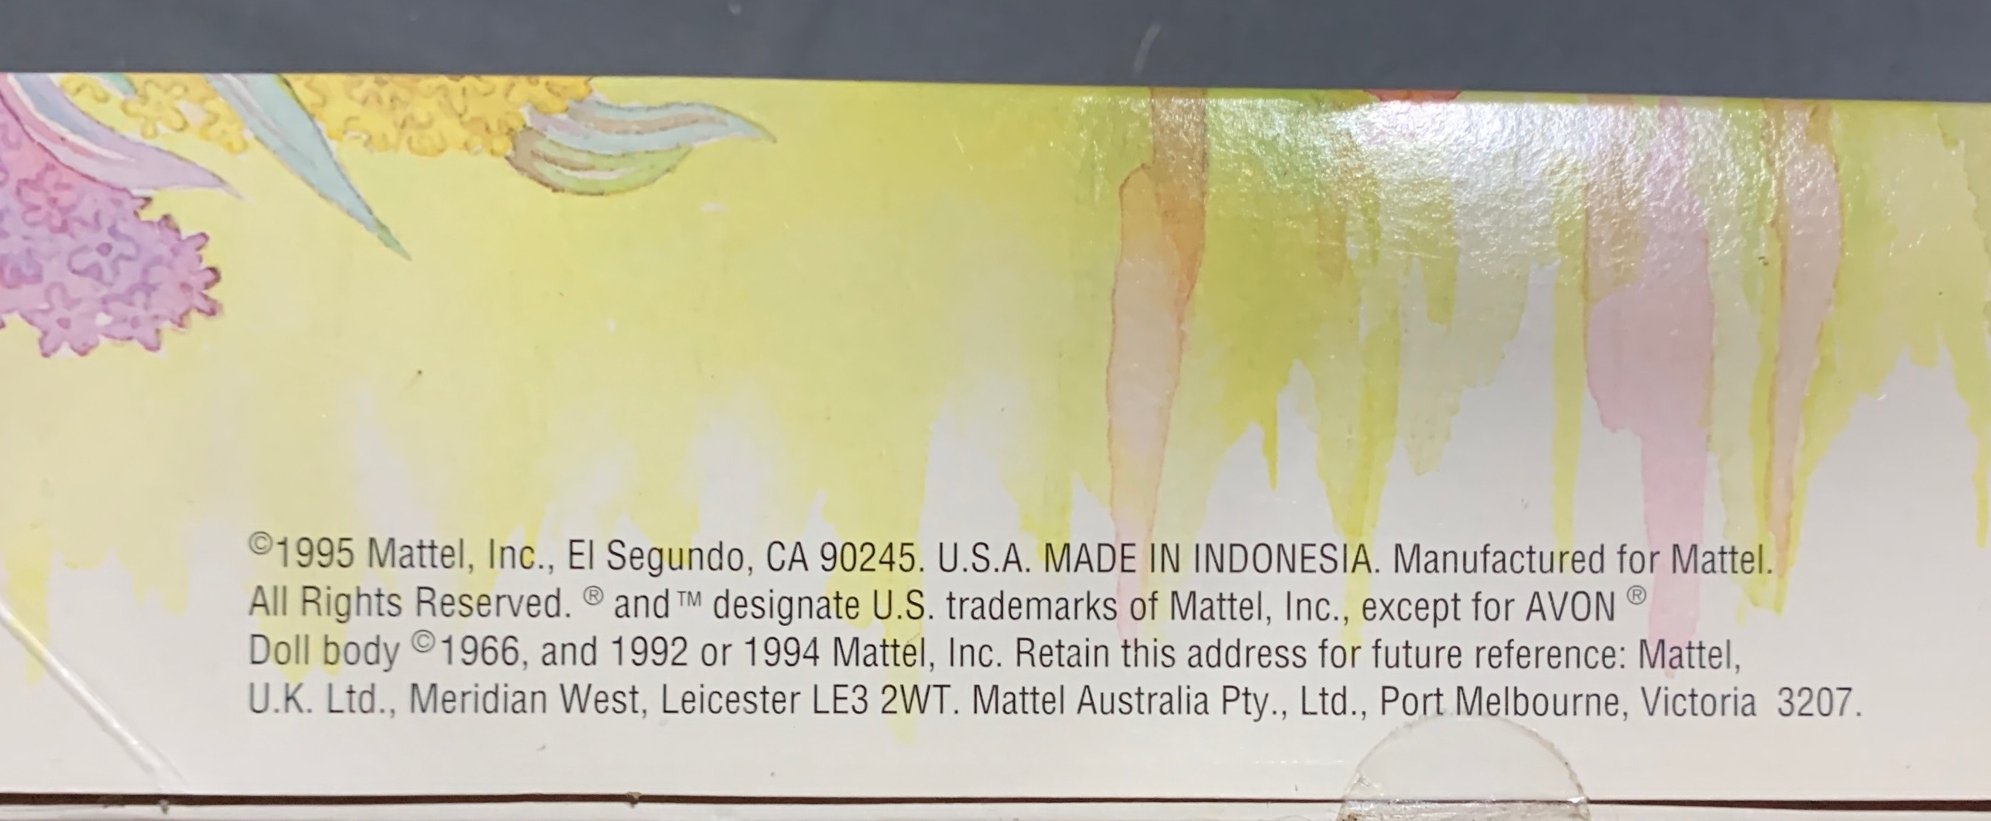 ©1995 Mattel, Inc., El Segundo, CA 90245. U.S.A. MADE IN INDONESIA. Manufactured for Mattel.
All Rights Reserved. ® and ™ designate U.S. trademarks of Mattel, Inc., except for AVON ®
Doll body ©1966, and 1992 or 1994 Mattel, Inc. Retain this address for future reference: Mattel,
U.K. Ltd., Meridian West, Leicester LE3 2WT. Mattel Australia Pty., Ltd., Port Melbourne, Victoria 3207.